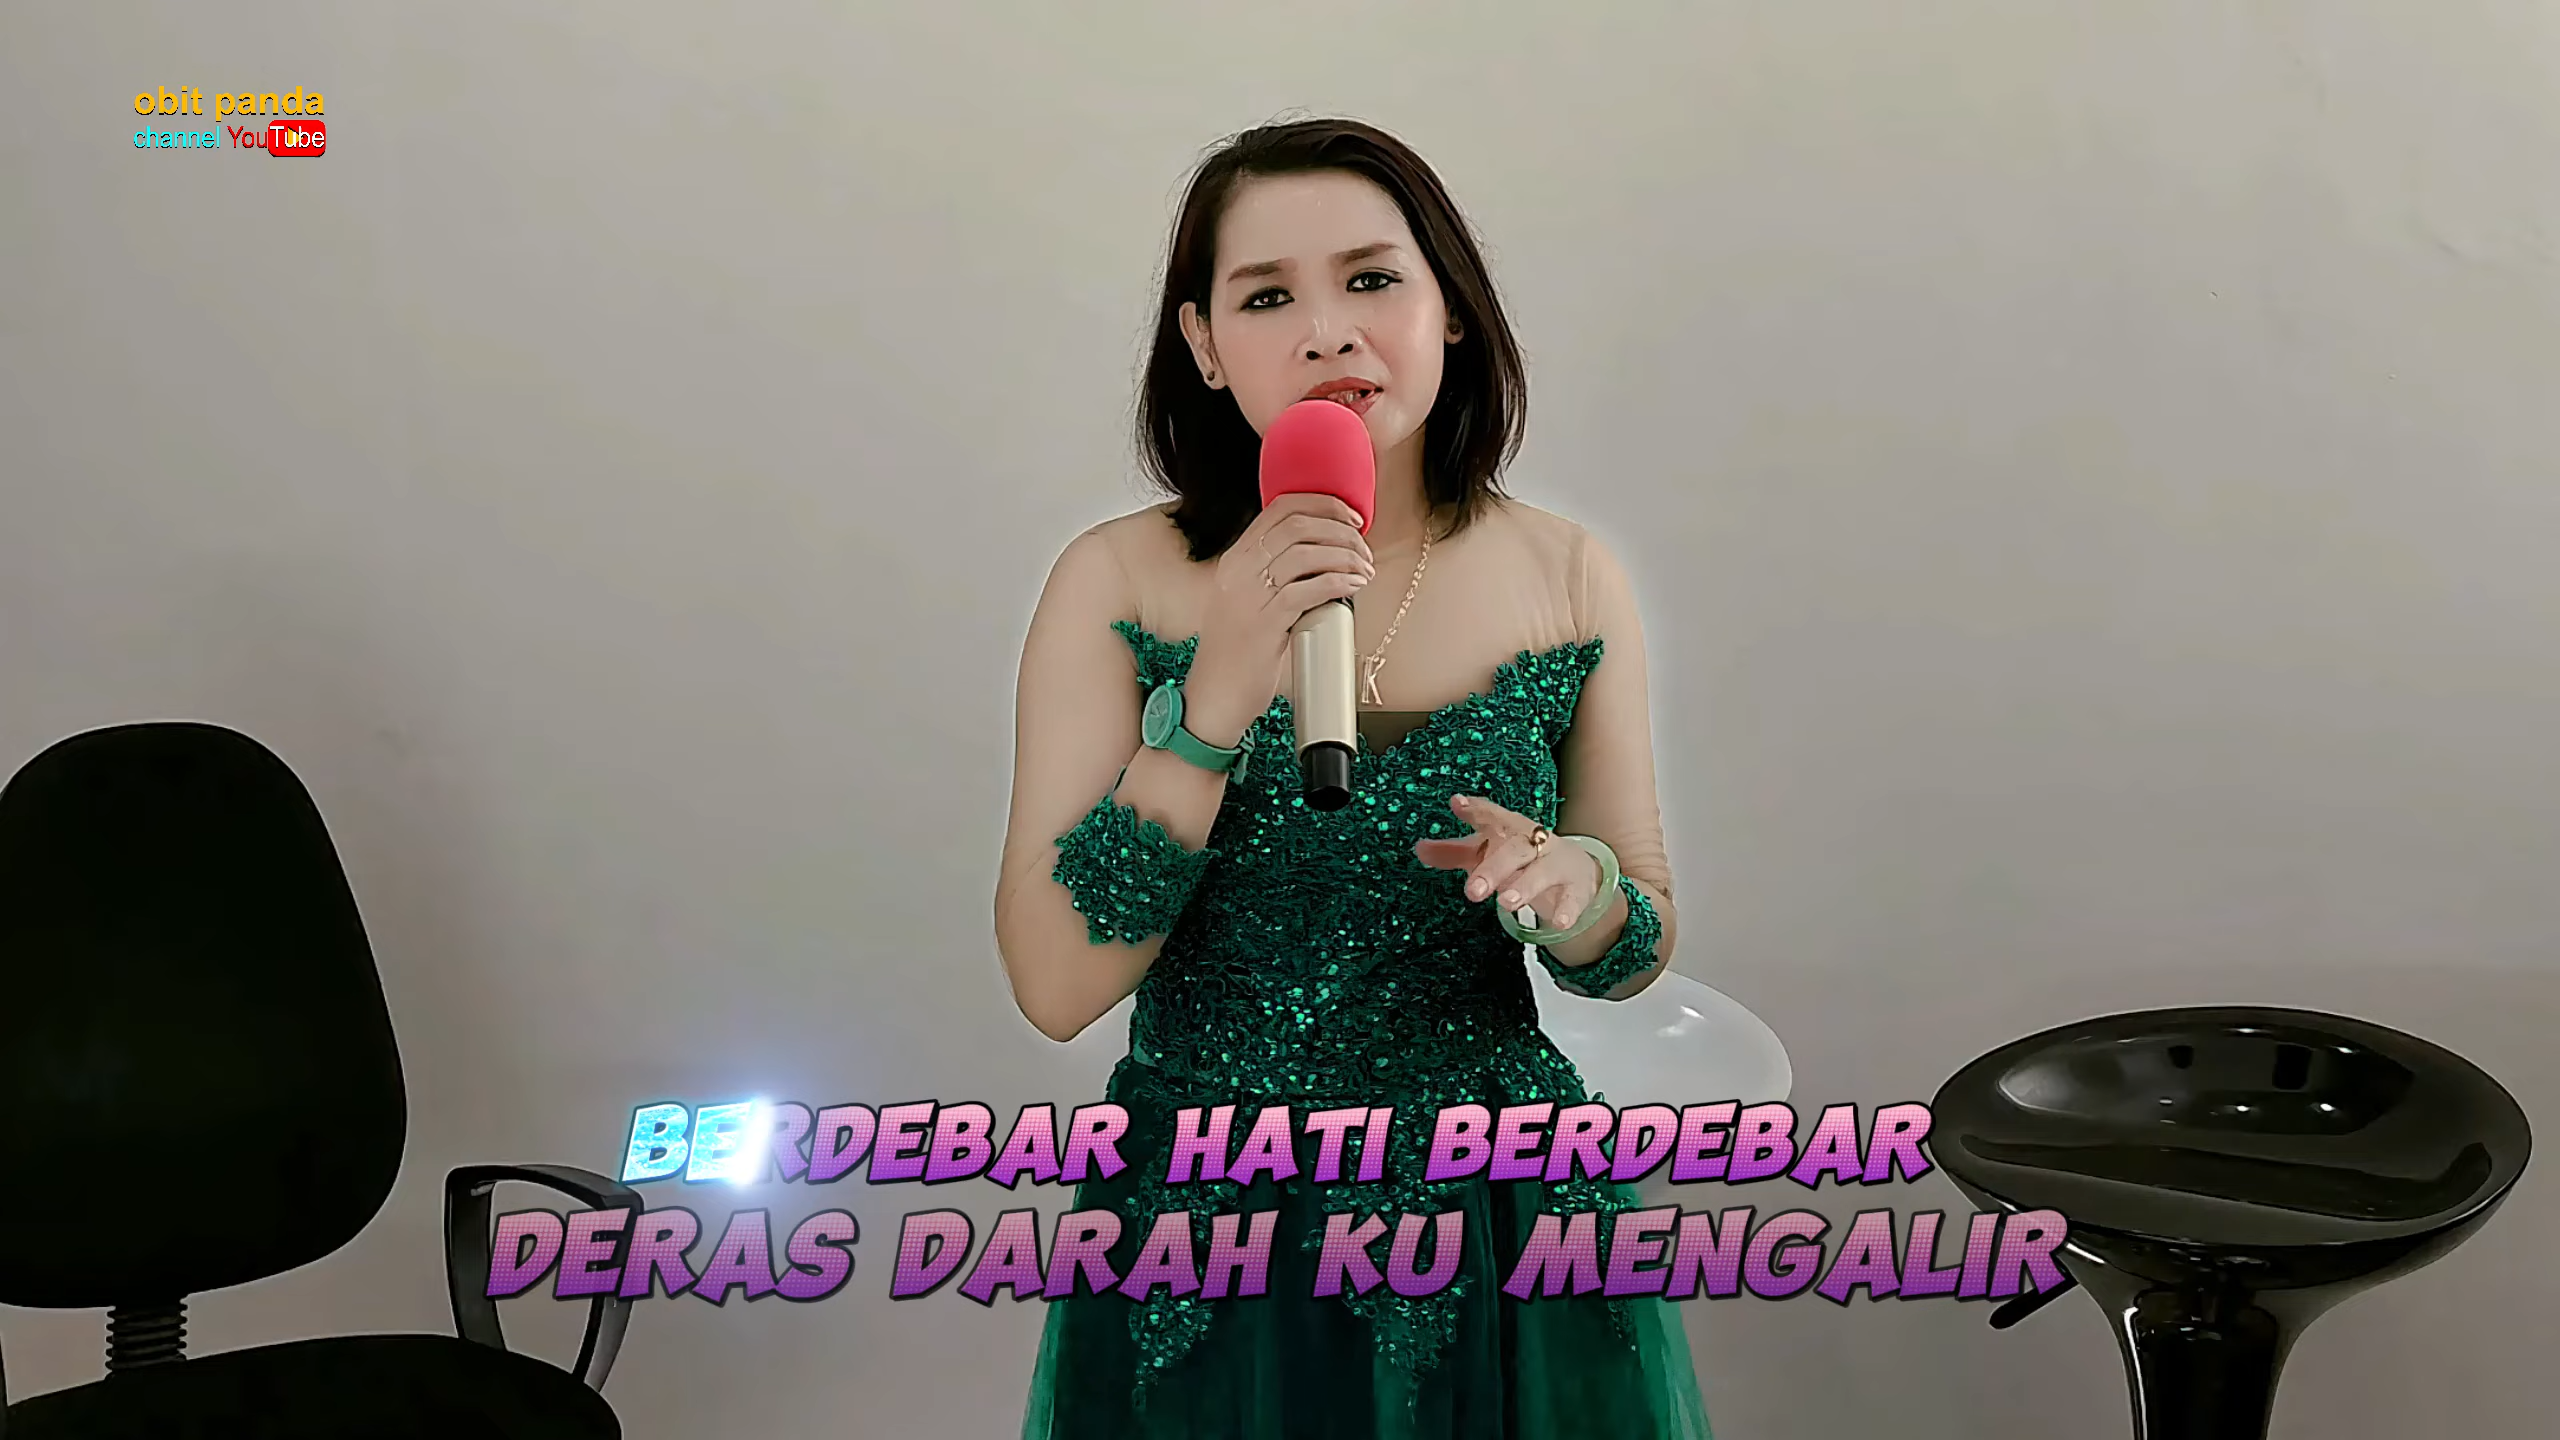 obit panda
channel YouTube
BERDEBAR HATI BERDEBAR
DERAS DARAH KU MENGALIR
K